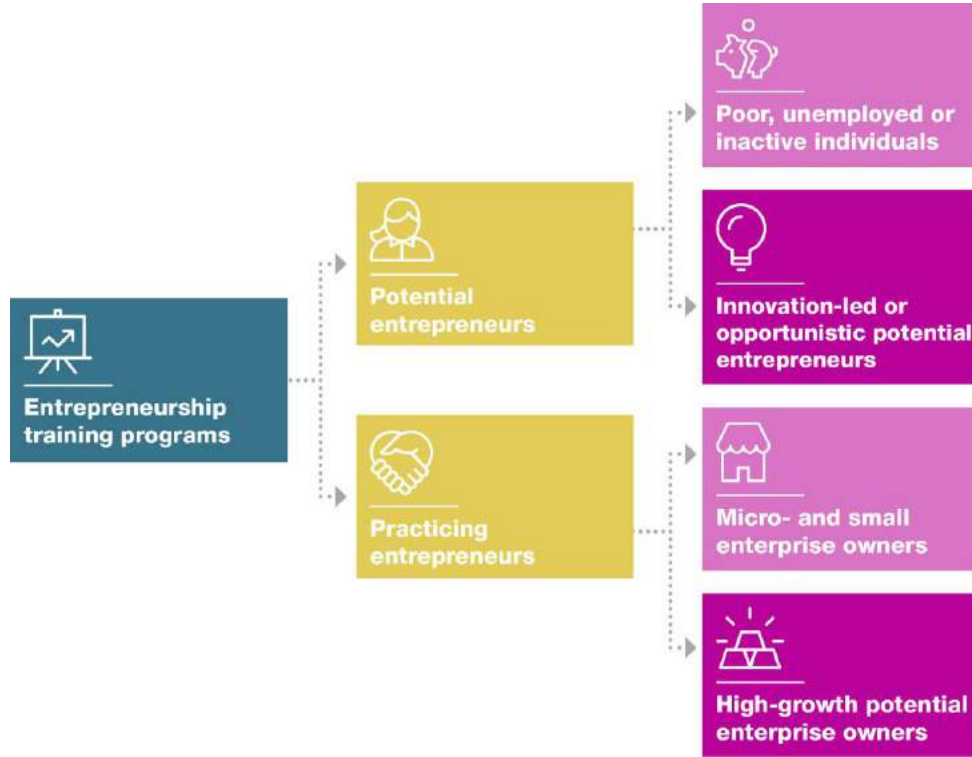 Entrepreneurship
training programs
Potential
entrepreneurs
Practicing
entrepreneurs
Poor, unemployed or
inactive individuals
Innovation-led or
opportunistic potential
entrepreneurs
Micro- and small
enterprise owners
High-growth potential
enterprise owners